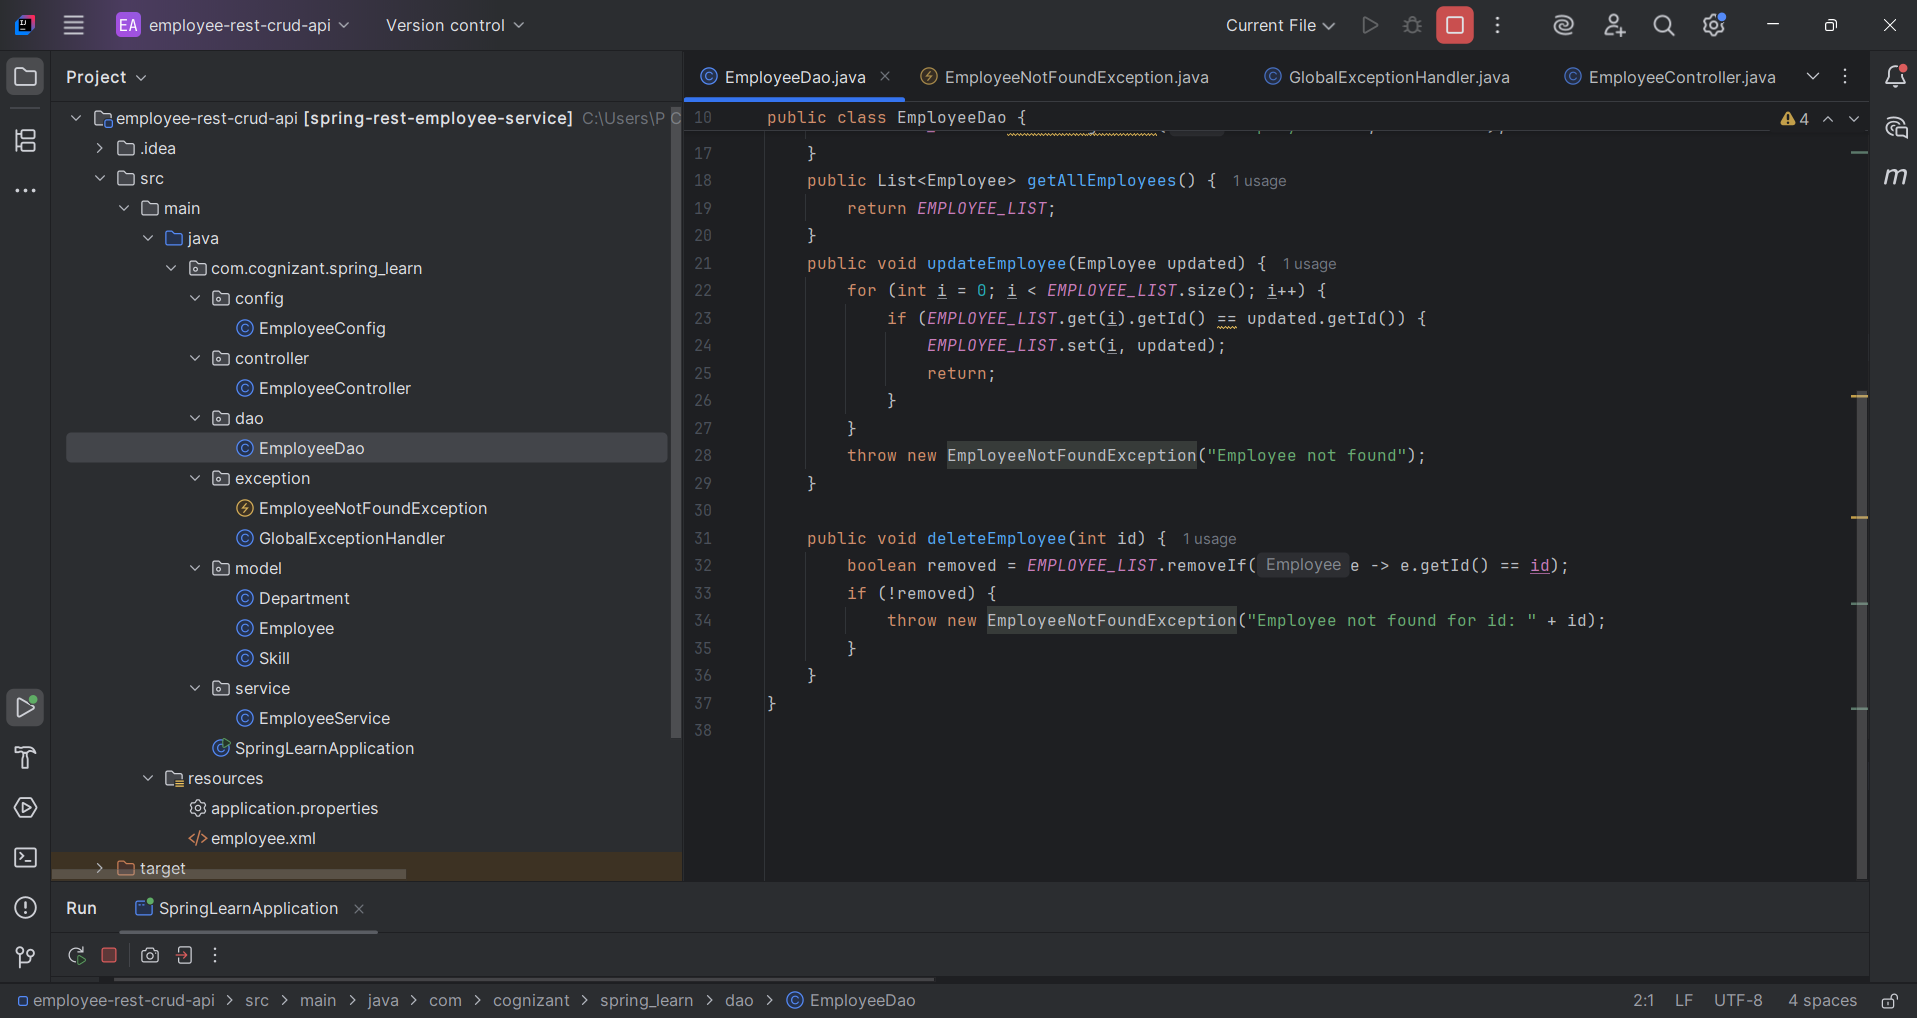 EA employee-rest-crud-api Version control Current File
Project
EmployeeDao.java EmployeeNotFoundException.java GlobalExceptionHandler.java EmployeeController.java
employee-rest-crud-api [spring-rest-employee-service] C:\Users\P C
.idea
src
main
java
com.cognizant.spring_learn
config
EmployeeConfig
controller
EmployeeController
dao
EmployeeDao
exception
EmployeeNotFoundException
GlobalExceptionHandler
model
Department
Employee
Skill
service
EmployeeService
SpringLearnApplication
resources
application.properties
employee.xml
target
10 public class EmployeeDao { 4
17 }
18 public List<Employee> getAllEmployees() { 1 usage
19 return EMPLOYEE_LIST;
20 }
21 public void updateEmployee(Employee updated) { 1 usage
22 for (int i = 0; i < EMPLOYEE_LIST.size(); i++) {
23 if (EMPLOYEE_LIST.get(i).getId() == updated.getId()) {
24 EMPLOYEE_LIST.set(i, updated);
25 return;
26 }
27 }
28 throw new EmployeeNotFoundException("Employee not found");
29 }
30
31 public void deleteEmployee(int id) { 1 usage
32 boolean removed = EMPLOYEE_LIST.removeIf( Employee e -> e.getId() == id);
33 if (!removed) {
34 throw new EmployeeNotFoundException("Employee not found for id: " + id);
35 }
36 }
37 }
38
Run SpringLearnApplication
employee-rest-crud-api > src > main > java > com > cognizant > spring_learn > dao > EmployeeDao 2:1 LF UTF-8 4 spaces